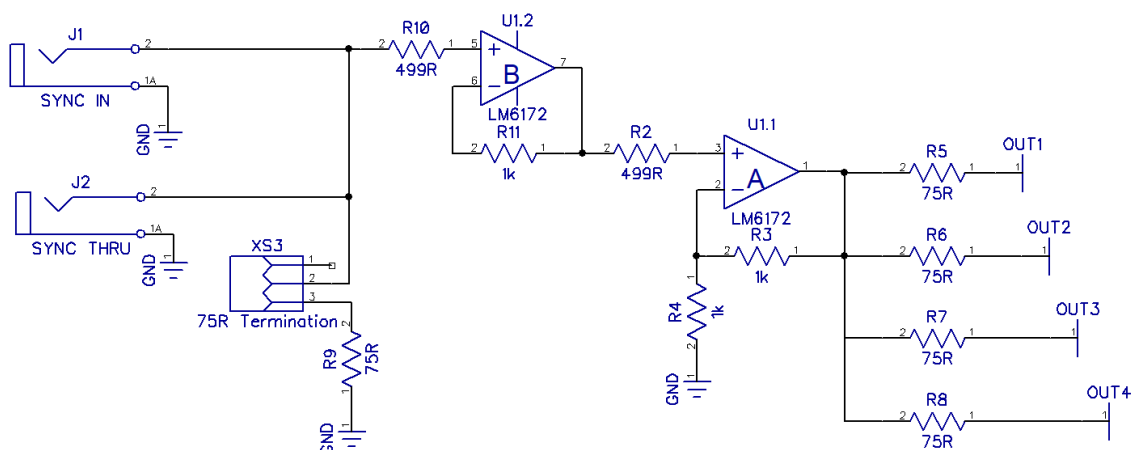 J1
2
1A
SYNC IN
1
GND
J2
2
1A
SYNC THRU
1
GND
XS3
1
2
3
75R Termination
2
R9
75R
1
GND
R10
2
1
499R
U1.2
5
+
6
−
B
7
LM6172
R11
2
1
1k
R2
2
1
499R
U1.1
3
+
2
−
A
1
LM6172
R3
2
1
1k
1
R4
1k
2
1
GND
R5
2
1
75R
OUT1
1
R6
2
1
75R
OUT2
1
R7
2
1
75R
OUT3
1
R8
2
1
75R
OUT4
1